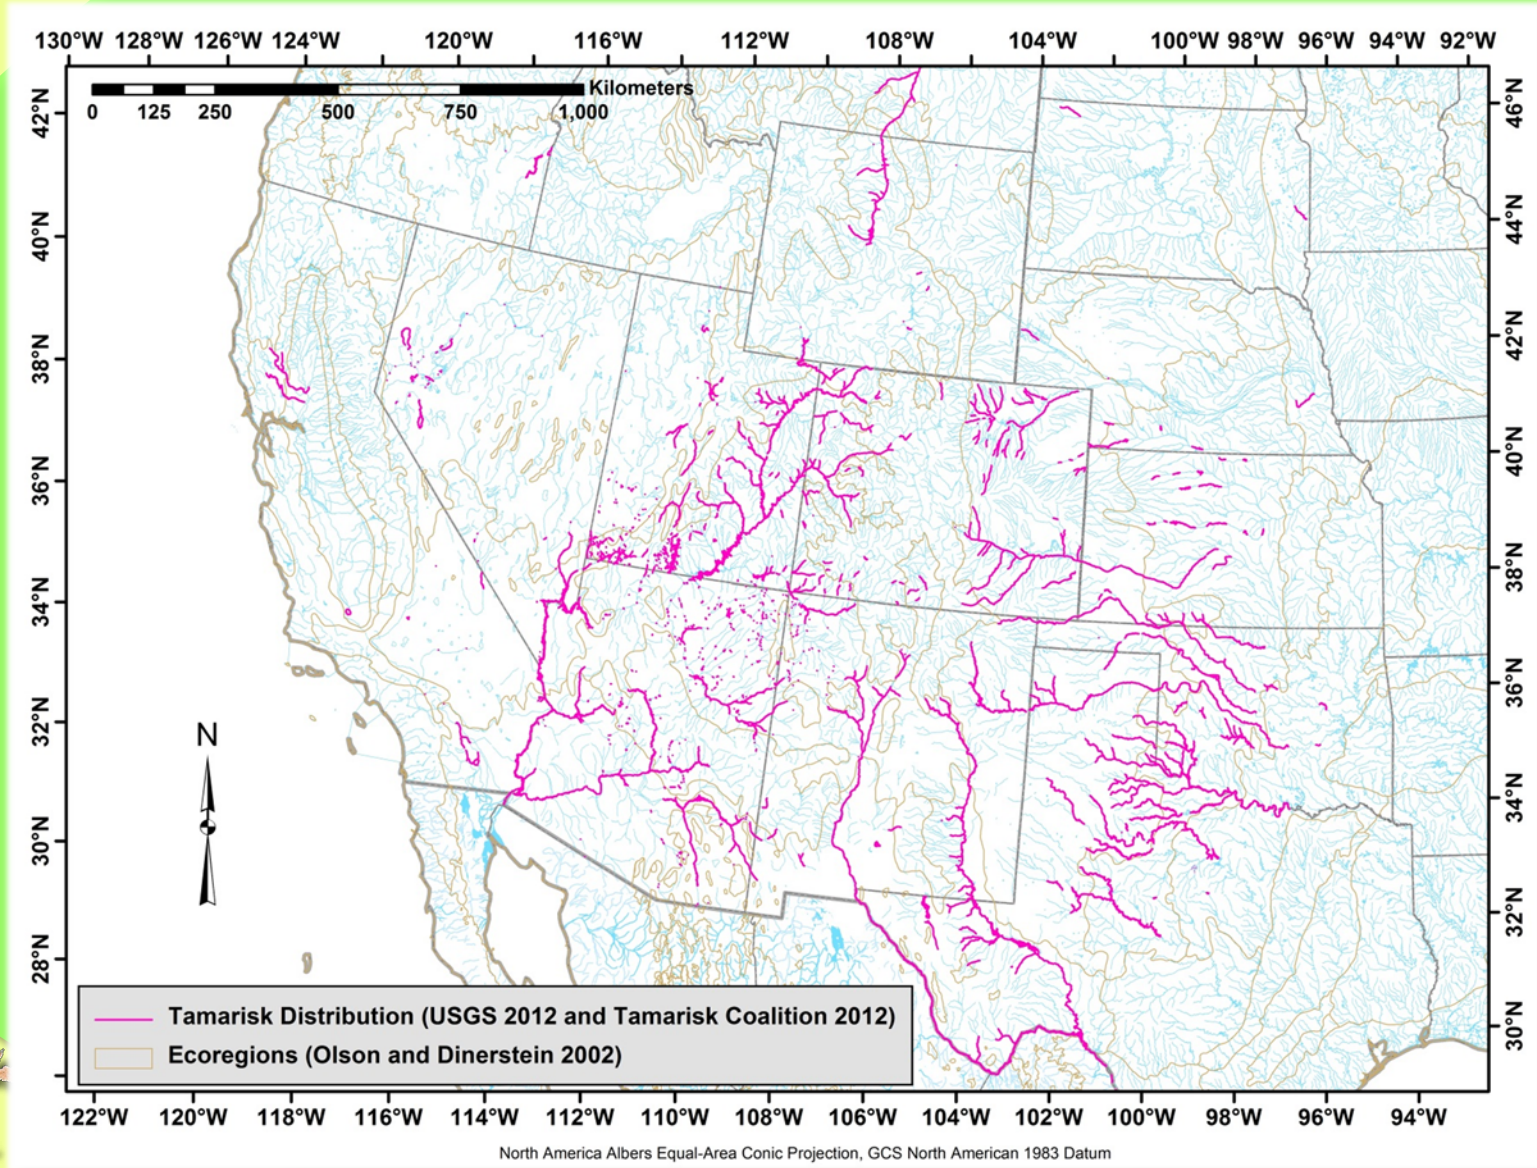 130°W 128°W 126°W 124°W 120°W 116°W 112°W 108°W 104°W 100°W 98°W 96°W 94°W 92°W
Kilometers
0 125 250 500 750 1,000
42°N
40°N
38°N
36°N
34°N
32°N
30°N
28°N
46°N
44°N
42°N
40°N
38°N
36°N
34°N
32°N
30°N
N
Tamarisk Distribution (USGS 2012 and Tamarisk Coalition 2012)
Ecoregions (Olson and Dinerstein 2002)
122°W 120°W 118°W 116°W 114°W 112°W 110°W 108°W 106°W 104°W 102°W 100°W 98°W 96°W 94°W
North America Albers Equal-Area Conic Projection, GCS North American 1983 Datum